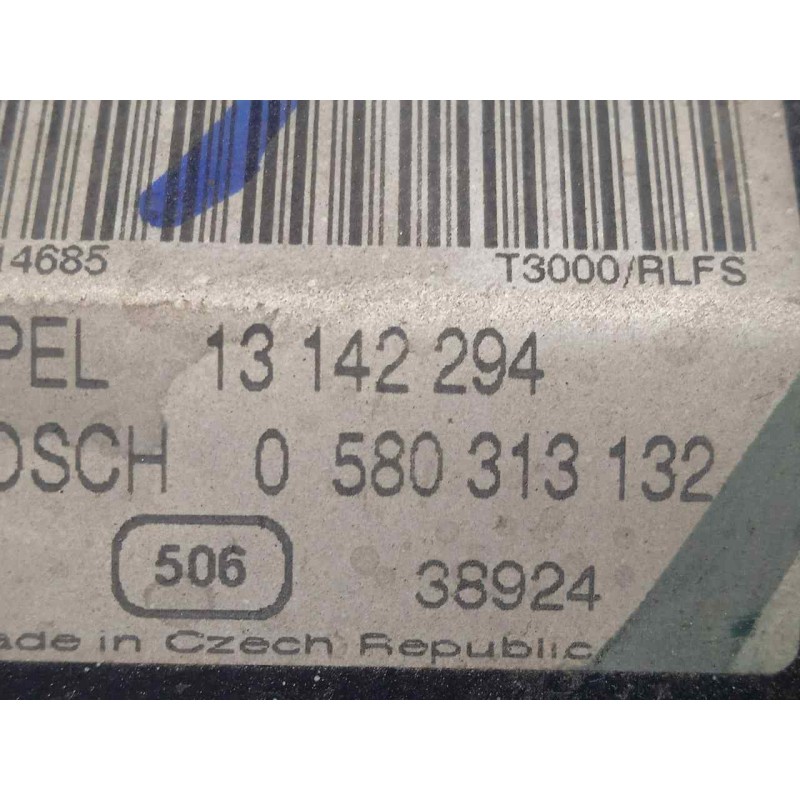 14685 T3000/RLFS
PEL 13 142 294
OSCH 0 580 313 132
506 38924
ade in Czech Republic